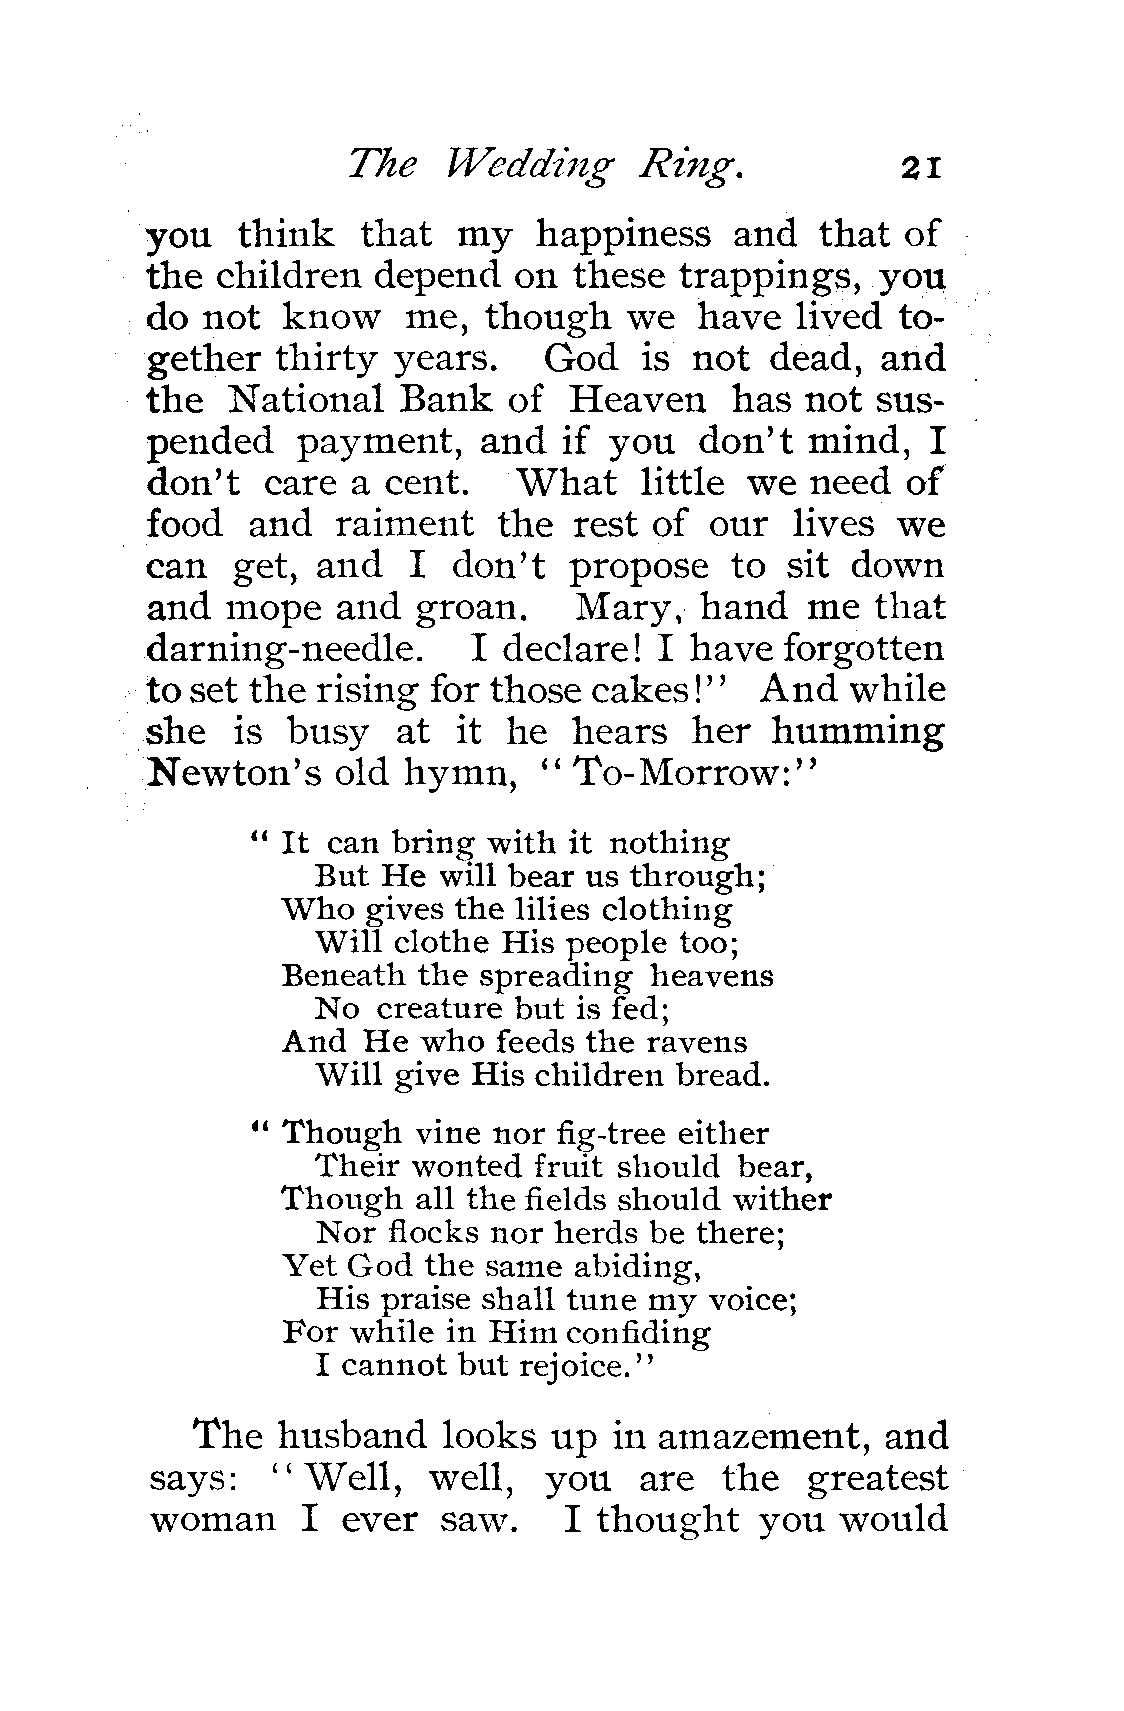 The Wedding Ring. 21
you think that my happiness and that of
the children depend on these trappings, you
do not know me, though we have lived to-
gether thirty years. God is not dead, and
the National Bank of Heaven has not sus-
pended payment, and if you don't mind, I
don't care a cent. What little we need of
food and raiment the rest of our lives we
can get, and I don't propose to sit down
and mope and groan. Mary, hand me that
darning-needle. I declare! I have forgotten
to set the rising for those cakes!" And while
she is busy at it he hears her humming
Newton's old hymn, "To-Morrow:"
"It can bring with it nothing
But He will bear us through;
Who gives the lilies clothing
Will clothe His people too;
Beneath the spreading heavens
No creature but is fed;
And He who feeds the ravens
Will give His children bread.
"Though vine nor fig-tree either
Their wonted fruit should bear,
Though all the fields should wither
Nor flocks nor herds be there;
Yet God the same abiding,
His praise shall tune my voice;
For while in Him confiding
I cannot but rejoice."
The husband looks up in amazement, and
says: "Well, well, you are the greatest
woman I ever saw. I thought you would